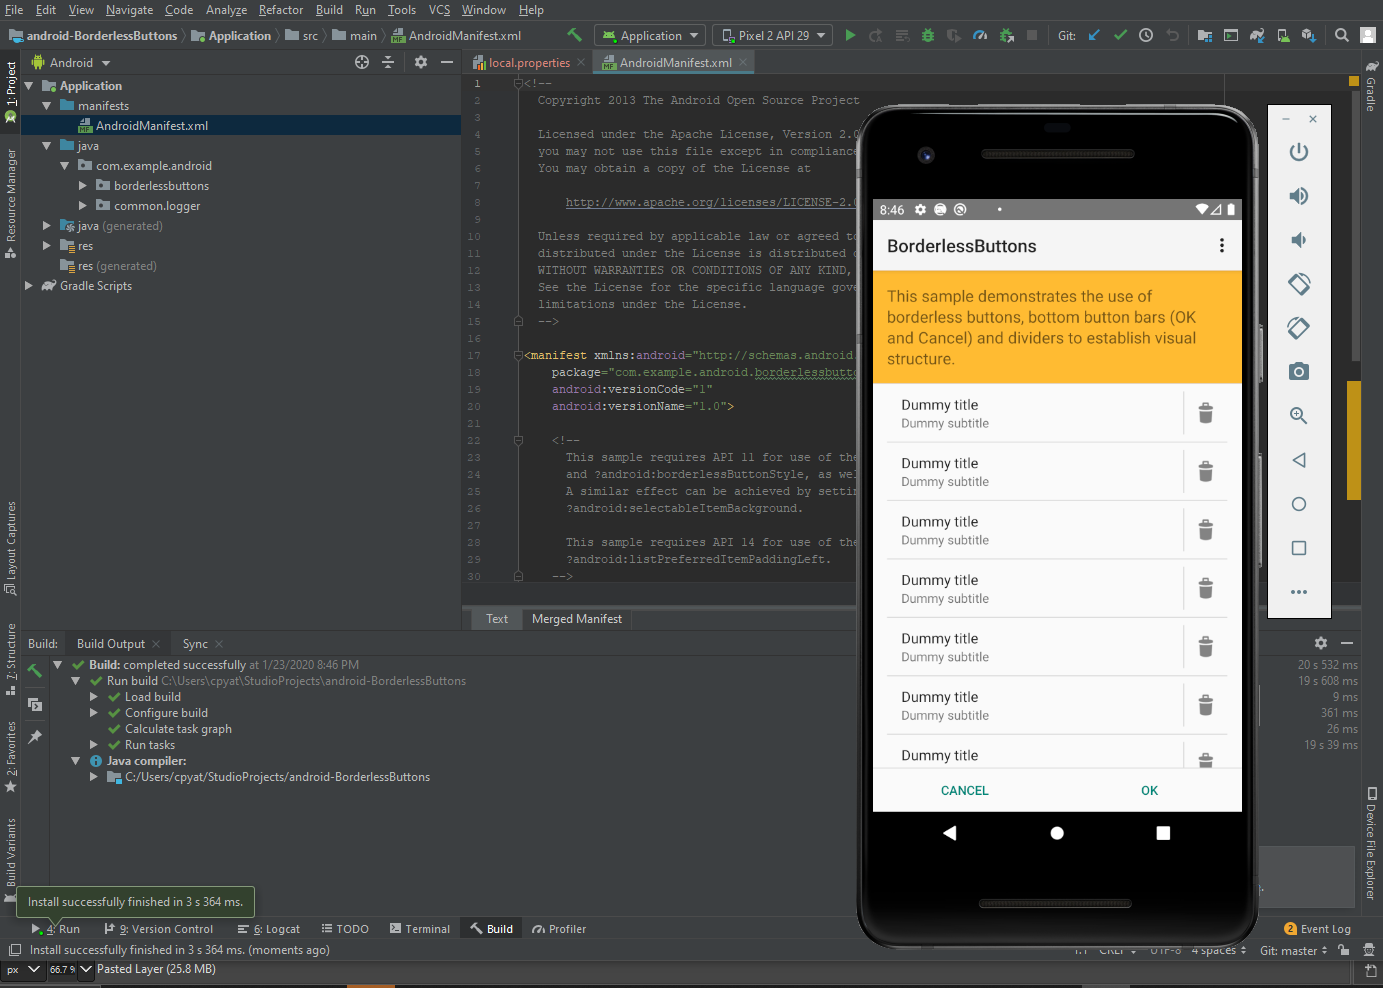 File Edit View Navigate Code Analyze Refactor Build Run Tools VCS Window Help
android-BorderlessButtons Application src main AndroidManifest.xml Application Pixel 2 API 29 Git:
Android
local.properties AndroidManifest.xml
1: Project
Resource Manager
Layout Captures
Z: Structure
2: Favorites
Build Variants
Application
manifests
AndroidManifest.xml
java
com.example.android
borderlessbuttons
common.logger
java (generated)
res
res (generated)
Gradle Scripts
1 <!--
2 Copyright 2013 The Android Open Source Project
3
4 Licensed under the Apache License, Version 2.0
5 you may not use this file except in compliance
6 You may obtain a copy of the License at
7
8 http://www.apache.org/licenses/LICENSE-2.0
9
10 Unless required by applicable law or agreed to
11 distributed under the License is distributed
12 WITHOUT WARRANTIES OR CONDITIONS OF ANY KIND,
13 See the License for the specific language gove
14 limitations under the License.
15 -->
16
17 <manifest xmlns:android="http://schemas.android.
18 package="com.example.android.borderlessbutto
19 android:versionCode="1"
20 android:versionName="1.0">
21
22 <!--
23 This sample requires API 11 for use of the
24 and ?android:borderlessButtonStyle, as wel
25 A similar effect can be achieved by settin
26 ?android:selectableItemBackground.
27
28 This sample requires API 14 for use of the
29 ?android:listPreferredItemPaddingLeft.
30 -->
Text Merged Manifest
8:46
BorderlessButtons
This sample demonstrates the use of
borderless buttons, bottom button bars (OK
and Cancel) and dividers to establish visual
structure.
Dummy title
Dummy subtitle
Dummy title
Dummy subtitle
Dummy title
Dummy subtitle
Dummy title
Dummy subtitle
Dummy title
Dummy subtitle
Dummy title
Dummy subtitle
Dummy title
CANCEL OK
Gradle
Device File Explorer
Build: Build Output Sync
Build: completed successfully at 1/23/2020 8:46 PM 20 s 532 ms
Run build C:\Users\cpyat\StudioProjects\android-BorderlessButtons 19 s 608 ms
Load build 9 ms
Configure build 361 ms
Calculate task graph 26 ms
Run tasks 19 s 39 ms
Java compiler:
C:/Users/cpyat/StudioProjects/android-BorderlessButtons
Install successfully finished in 3 s 364 ms.
4: Run 9: Version Control 6: Logcat TODO Terminal Build Profiler 2 Event Log
Install successfully finished in 3 s 364 ms. (moments ago) 1:1 CRLF UTF-8 4 spaces Git: master
px 66.7 % Pasted Layer (25.8 MB)